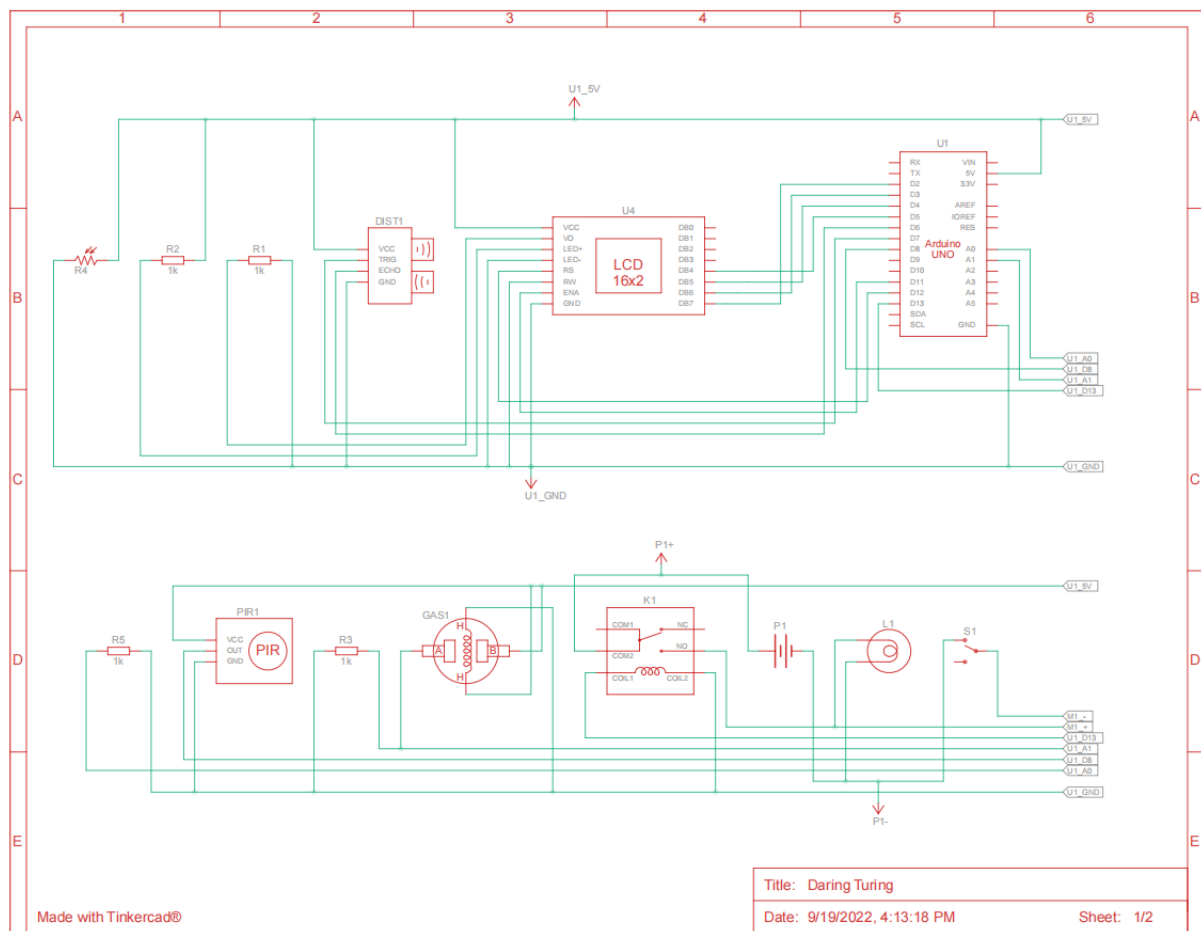 1 2 3 4 5 6
A A
U1_5V
U1_5V
U1
RX VIN
TX 5V
D2 3.3V
D3
D4 AREF
D5 IOREF
D6 RES
D7
D8 A0
D9 A1
D10 A2
D11 A3
D12 A4
D13 A5
SDA
SCL GND
Arduino
UNO
B B
R4
R2
1k
R1
1k
DIST1
VCC
TRIG
ECHO
GND
U4
VCC DB0
VO DB1
LED+ DB2
LED- DB3
RS DB4
RW DB5
ENA DB6
GND DB7
LCD
16x2
U1_A0
U1_D8
U1_A1
U1_D13
C C
U1_GND
U1_GND
P1+
U1_5V
D D
R5
1k
PIR1
VCC
OUT
GND
PIR
R3
1k
GAS1
H
A B
H
K1
COM1 NC
NO
COM2
COIL1 COIL2
P1
L1
S1
M1_-
M1_+
U1_D13
U1_A1
U1_D8
U1_A0
U1_GND
P1-
E E
Title: Daring Turing
Made with Tinkercad®
Date: 9/19/2022, 4:13:18 PM Sheet: 1/2